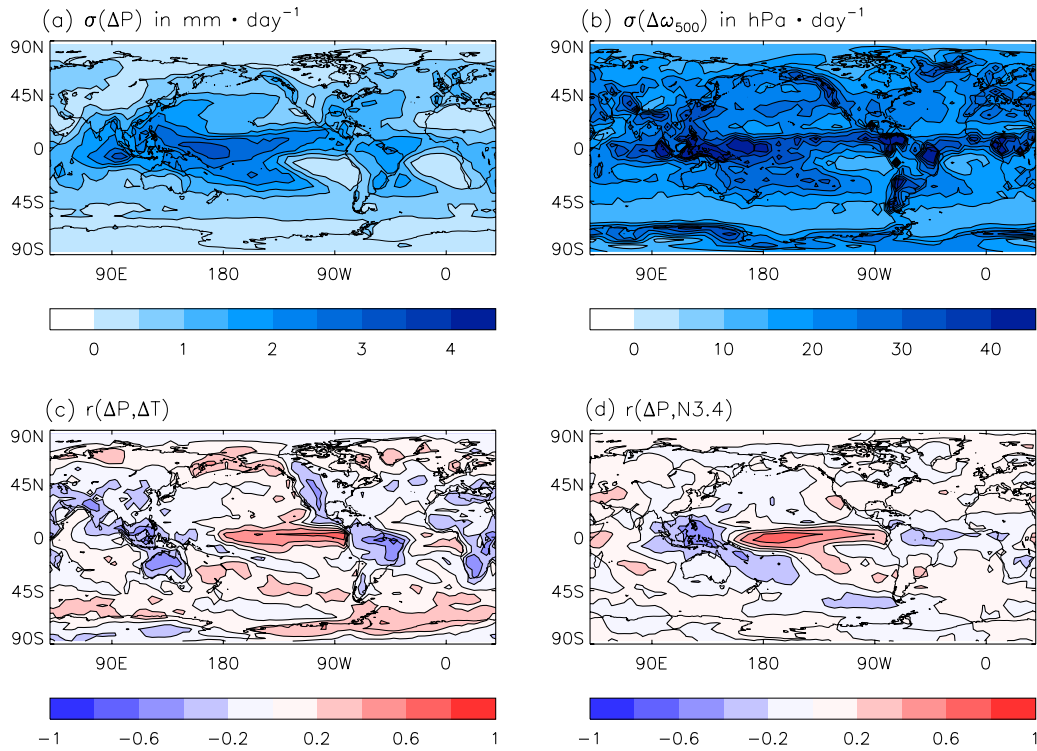 (a) σ(ΔP) in mm • day⁻¹
90N
45N
0
45S
90S
90E 180 90W 0
0 1 2 3 4
(b) σ(Δω₅₀₀) in hPa • day⁻¹
90N
45N
0
45S
90S
90E 180 90W 0
0 10 20 30 40
(c) r(ΔP,ΔT)
90N
45N
0
45S
90S
90E 180 90W 0
−1 −0.6 −0.2 0.2 0.6 1
(d) r(ΔP,N3.4)
90N
45N
0
45S
90S
90E 180 90W 0
−1 −0.6 −0.2 0.2 0.6 1